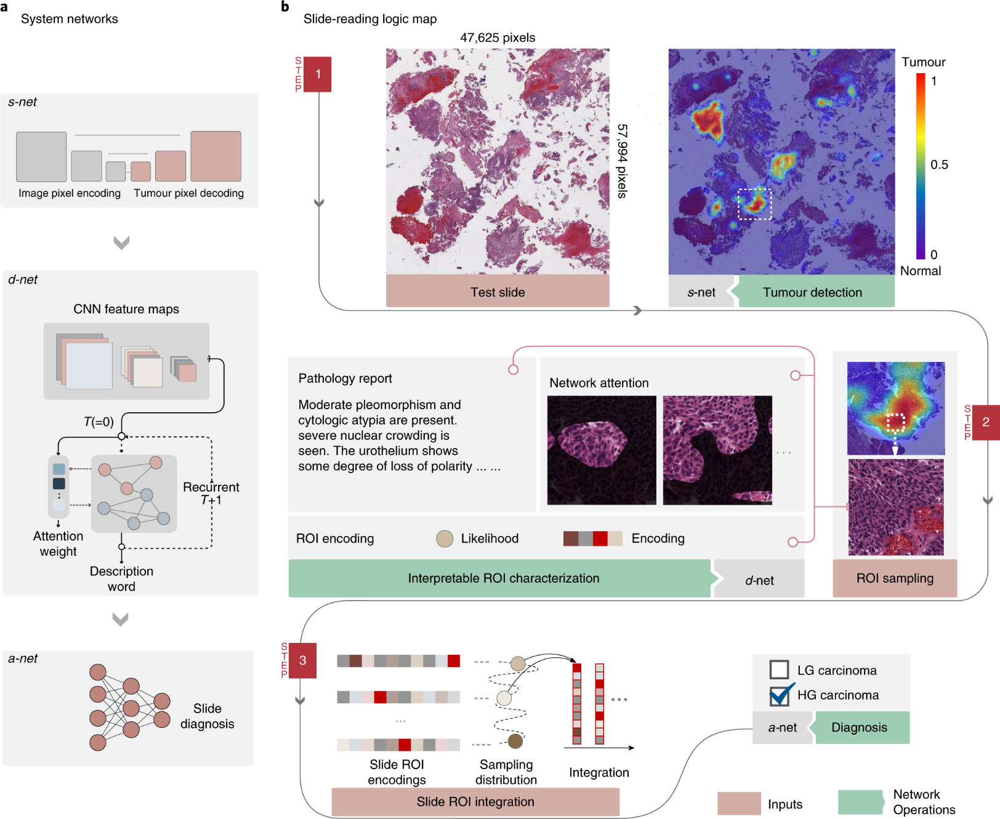 a
System networks
s-net
Image pixel encoding
Tumour pixel decoding
d-net
CNN feature maps
T(=0)
Recurrent
T+1
Attention
weight
Description
word
a-net
Slide
diagnosis
b
Slide-reading logic map
47,625 pixels
STEP
1
57,994 pixels
Tumour
1
0.5
0
Normal
Test slide
s-net
Tumour detection
Pathology report
Moderate pleomorphism and
cytologic atypia are present.
severe nuclear crowding is
seen. The urothelium shows
some degree of loss of polarity ... ...
Network attention
...
STEP
2
ROI encoding
Likelihood
Encoding
Interpretable ROI characterization
d-net
ROI sampling
STEP
3
...
Slide ROI
encodings
Sampling
distribution
Integration
Slide ROI integration
LG carcinoma
HG carcinoma
a-net
Diagnosis
Inputs
Network
Operations